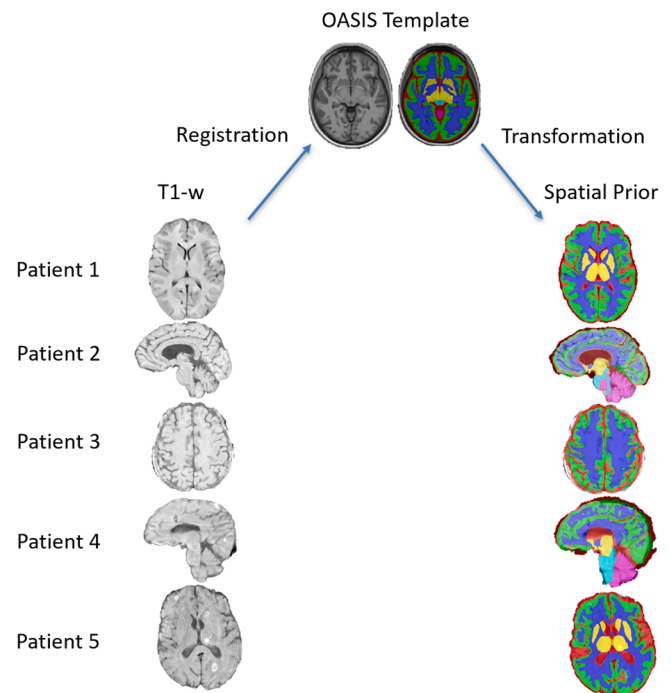 OASIS Template
Registration
Transformation
T1-w
Spatial Prior
Patient 1
Patient 2
Patient 3
Patient 4
Patient 5